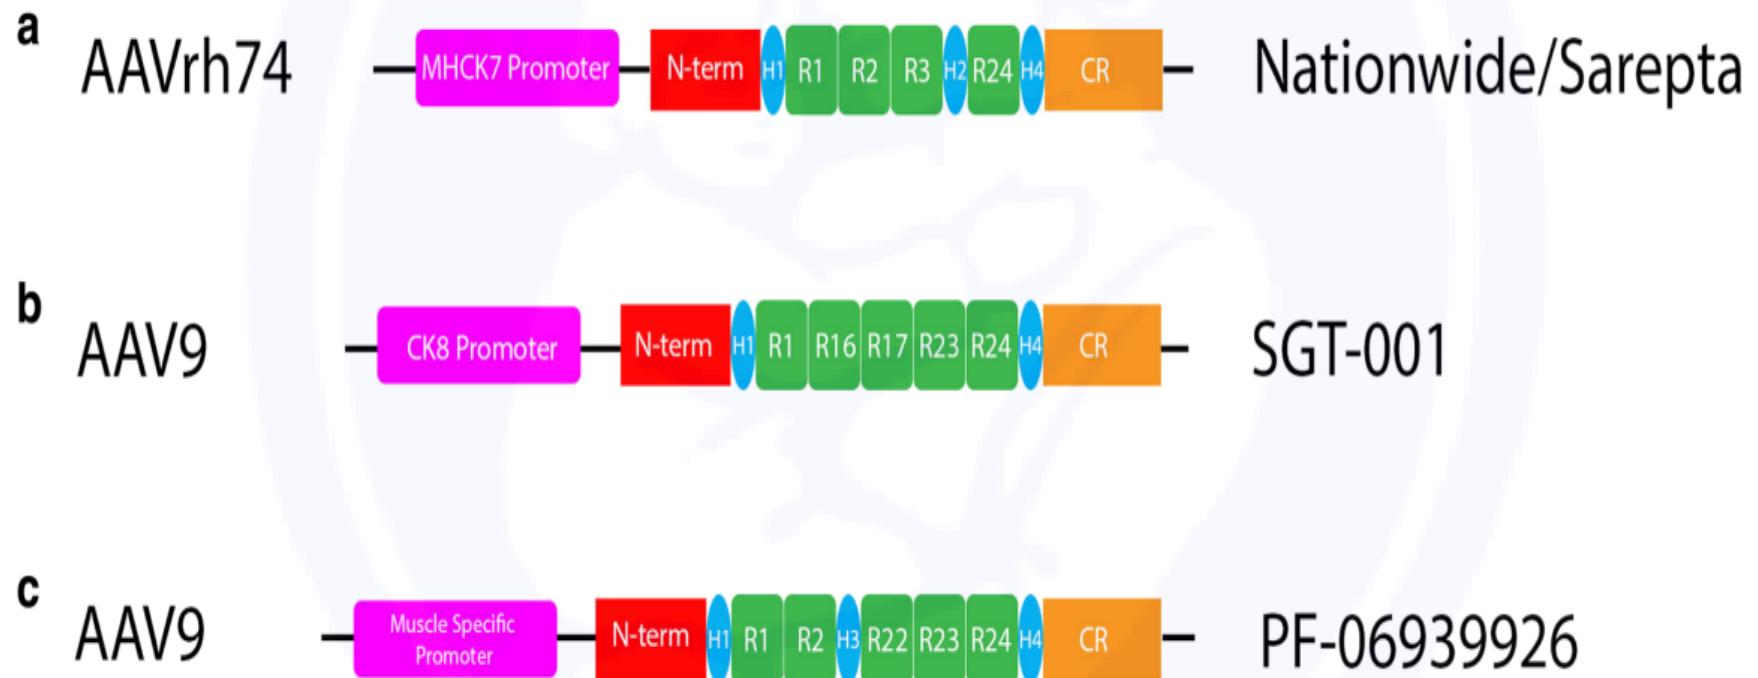 a
AAVrh74 MHCK7 Promoter N-term H1 R1 R2 R3 H2 R24 H4 CR Nationwide/Sarepta
b
AAV9 CK8 Promoter N-term H1 R1 R16 R17 R23 R24 H4 CR SGT-001
c
AAV9 Muscle Specific Promoter N-term H1 R1 R2 H3 R22 R23 R24 H4 CR PF-06939926